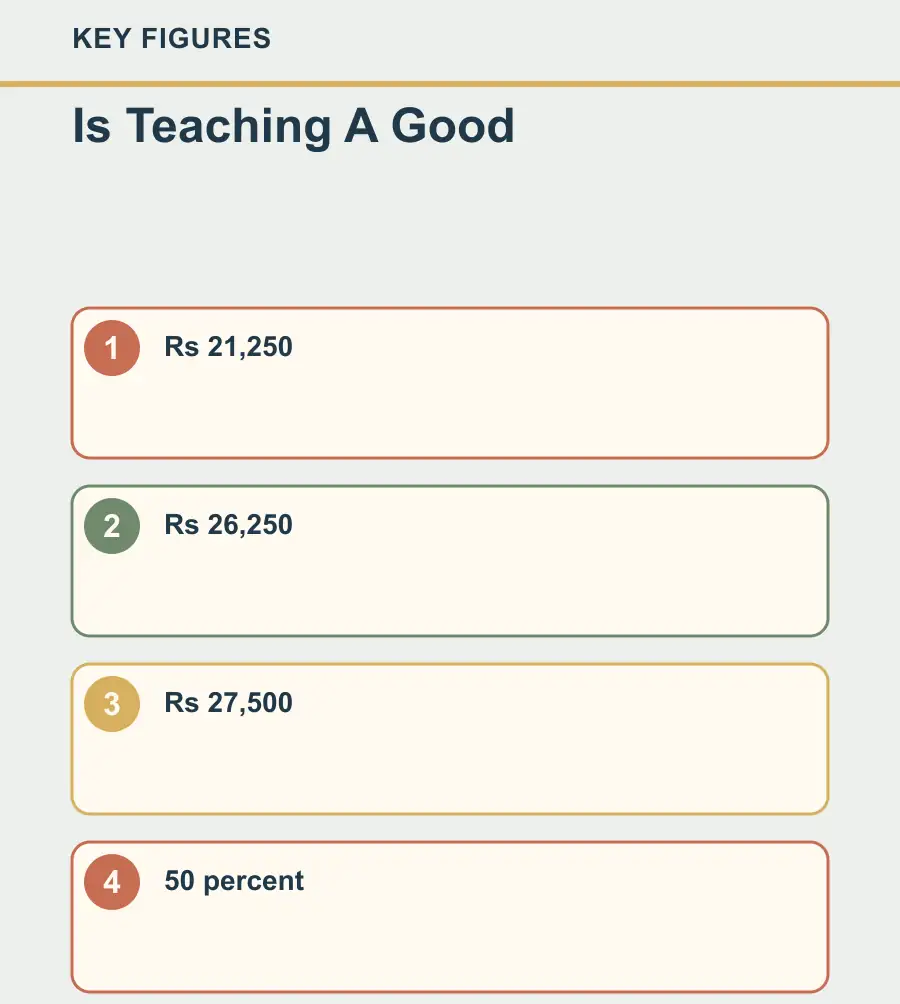 KEY FIGURES
Is Teaching A Good
1 Rs 21,250
2 Rs 26,250
3 Rs 27,500
4 50 percent